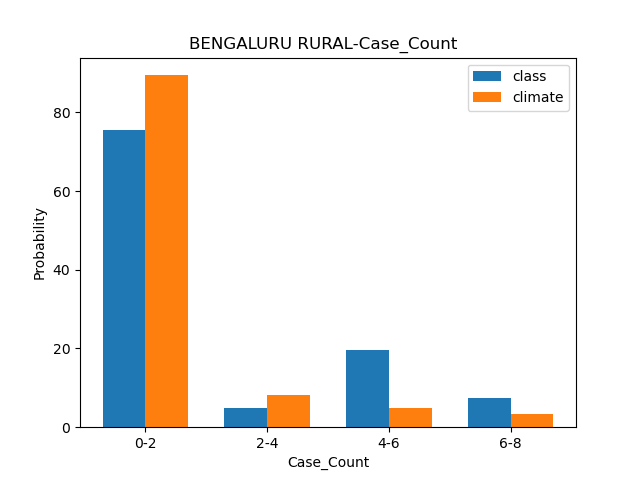 BENGALURU RURAL-Case_Count
class
climate
Probability
80
60
40
20
0
0-2
2-4
4-6
6-8
Case_Count